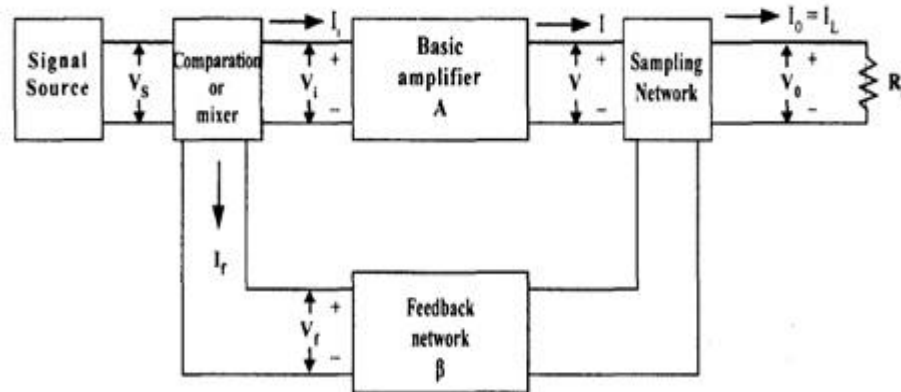 I_i
I
I_0 = I_L
Signal
Source
V_S
Comparation
or
mixer
+
V_i
−
Basic
amplifier
A
+
V
−
Sampling
Network
+
V_0
−
R
I_f
+
V_f
−
Feedback
network
β